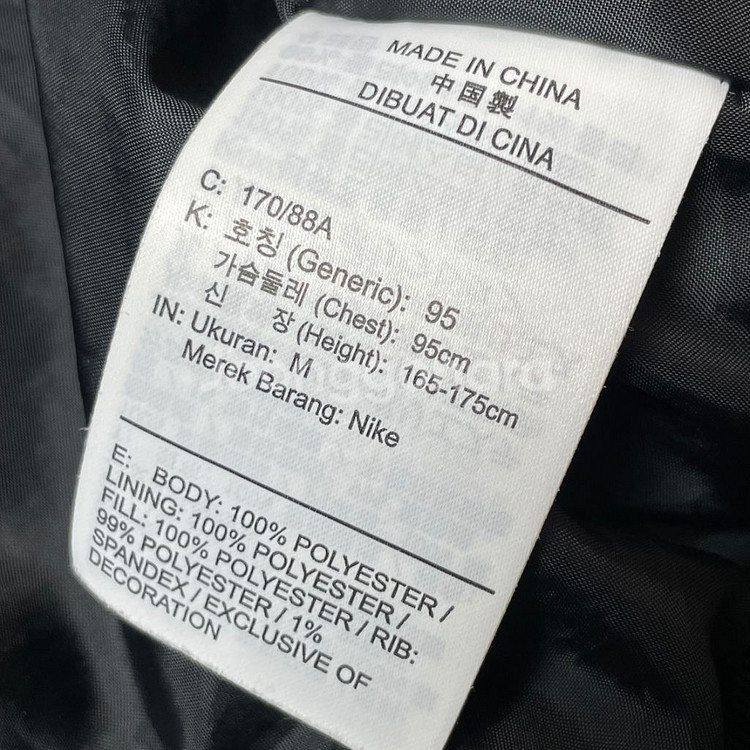 MADE IN CHINA
中国製
DIBUAT DI CINA
C: 170/88A
K: 호칭 (Generic): 95
가슴둘레 (Chest): 95cm
신 장 (Height): 165-175cm
IN: Ukuran: M
Merek Barang: Nike
E: BODY: 100% POLYESTER /
LINING: 100% POLYESTER /
FILL: 100% POLYESTER / RIB:
99% POLYESTER / 1%
SPANDEX / EXCLUSIVE OF
DECORATION